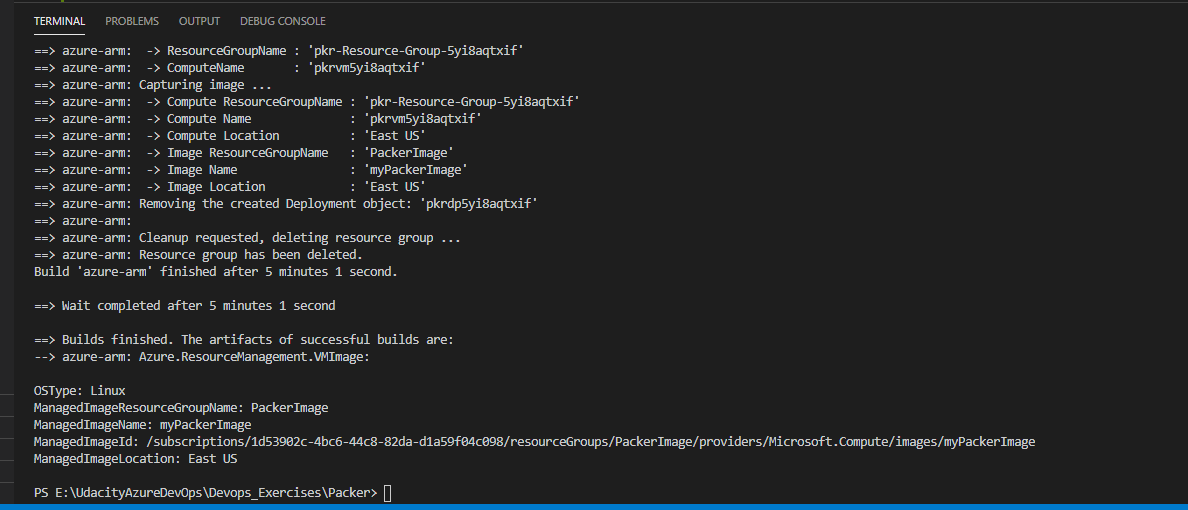 TERMINAL PROBLEMS OUTPUT DEBUG CONSOLE
==> azure-arm:  -> ResourceGroupName : 'pkr-Resource-Group-5yi8aqtxif'
==> azure-arm:  -> ComputeName       : 'pkrvm5yi8aqtxif'
==> azure-arm: Capturing image ...
==> azure-arm:  -> Compute ResourceGroupName : 'pkr-Resource-Group-5yi8aqtxif'
==> azure-arm:  -> Compute Name              : 'pkrvm5yi8aqtxif'
==> azure-arm:  -> Compute Location          : 'East US'
==> azure-arm:  -> Image ResourceGroupName   : 'PackerImage'
==> azure-arm:  -> Image Name                : 'myPackerImage'
==> azure-arm:  -> Image Location            : 'East US'
==> azure-arm: Removing the created Deployment object: 'pkrdp5yi8aqtxif'
==> azure-arm:
==> azure-arm: Cleanup requested, deleting resource group ...
==> azure-arm: Resource group has been deleted.
Build 'azure-arm' finished after 5 minutes 1 second.
==> Wait completed after 5 minutes 1 second
==> Builds finished. The artifacts of successful builds are:
--> azure-arm: Azure.ResourceManagement.VMImage:
OSType: Linux
ManagedImageResourceGroupName: PackerImage
ManagedImageName: myPackerImage
ManagedImageId: /subscriptions/1d53902c-4bc6-44c8-82da-d1a59f04c098/resourceGroups/PackerImage/providers/Microsoft.Compute/images/myPackerImage
ManagedImageLocation: East US
PS E:\UdacityAzureDevOps\Devops_Exercises\Packer>